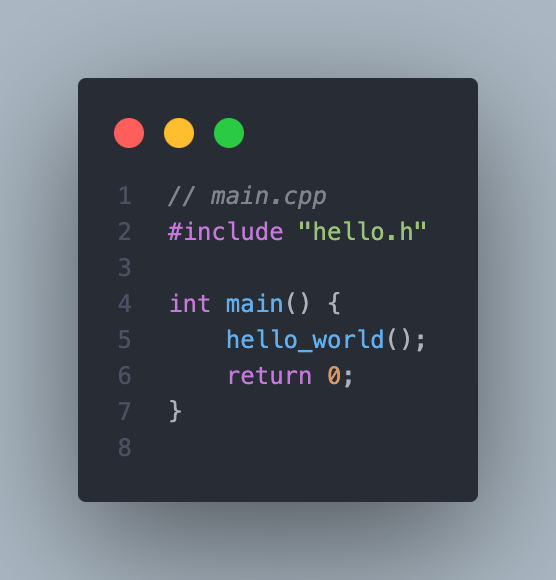 1 // main.cpp
2 #include "hello.h"
3
4 int main() {
5     hello_world();
6     return 0;
7 }
8